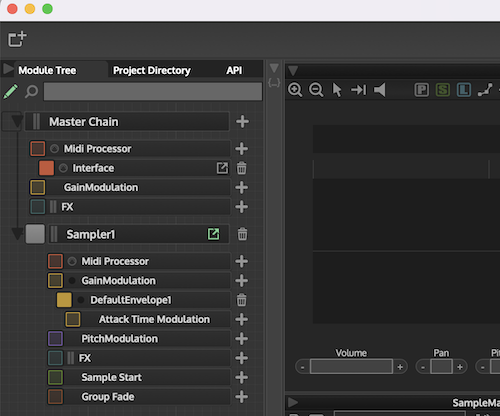 Module Tree Project Directory API
Master Chain
Midi Processor
Interface
GainModulation
FX
Sampler1
Midi Processor
GainModulation
DefaultEnvelope1
Attack Time Modulation
PitchModulation
FX
Sample Start
Group Fade
P S L
Volume Pan Pit
SampleMa